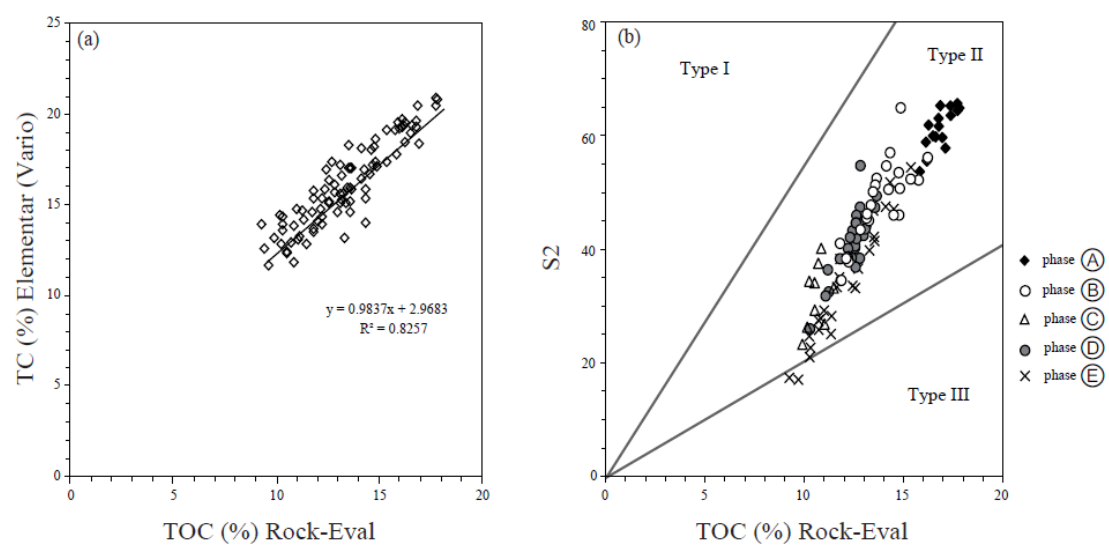 (a)
TC (%) Elementar (Vario)
25
20
15
10
5
0
y = 0.9837x + 2.9683
R² = 0.8257
0
5
10
15
20
TOC (%) Rock-Eval
(b)
S2
80
60
40
20
0
Type I
Type II
Type III
0
5
10
15
20
TOC (%) Rock-Eval
phase A
phase B
phase C
phase D
phase E